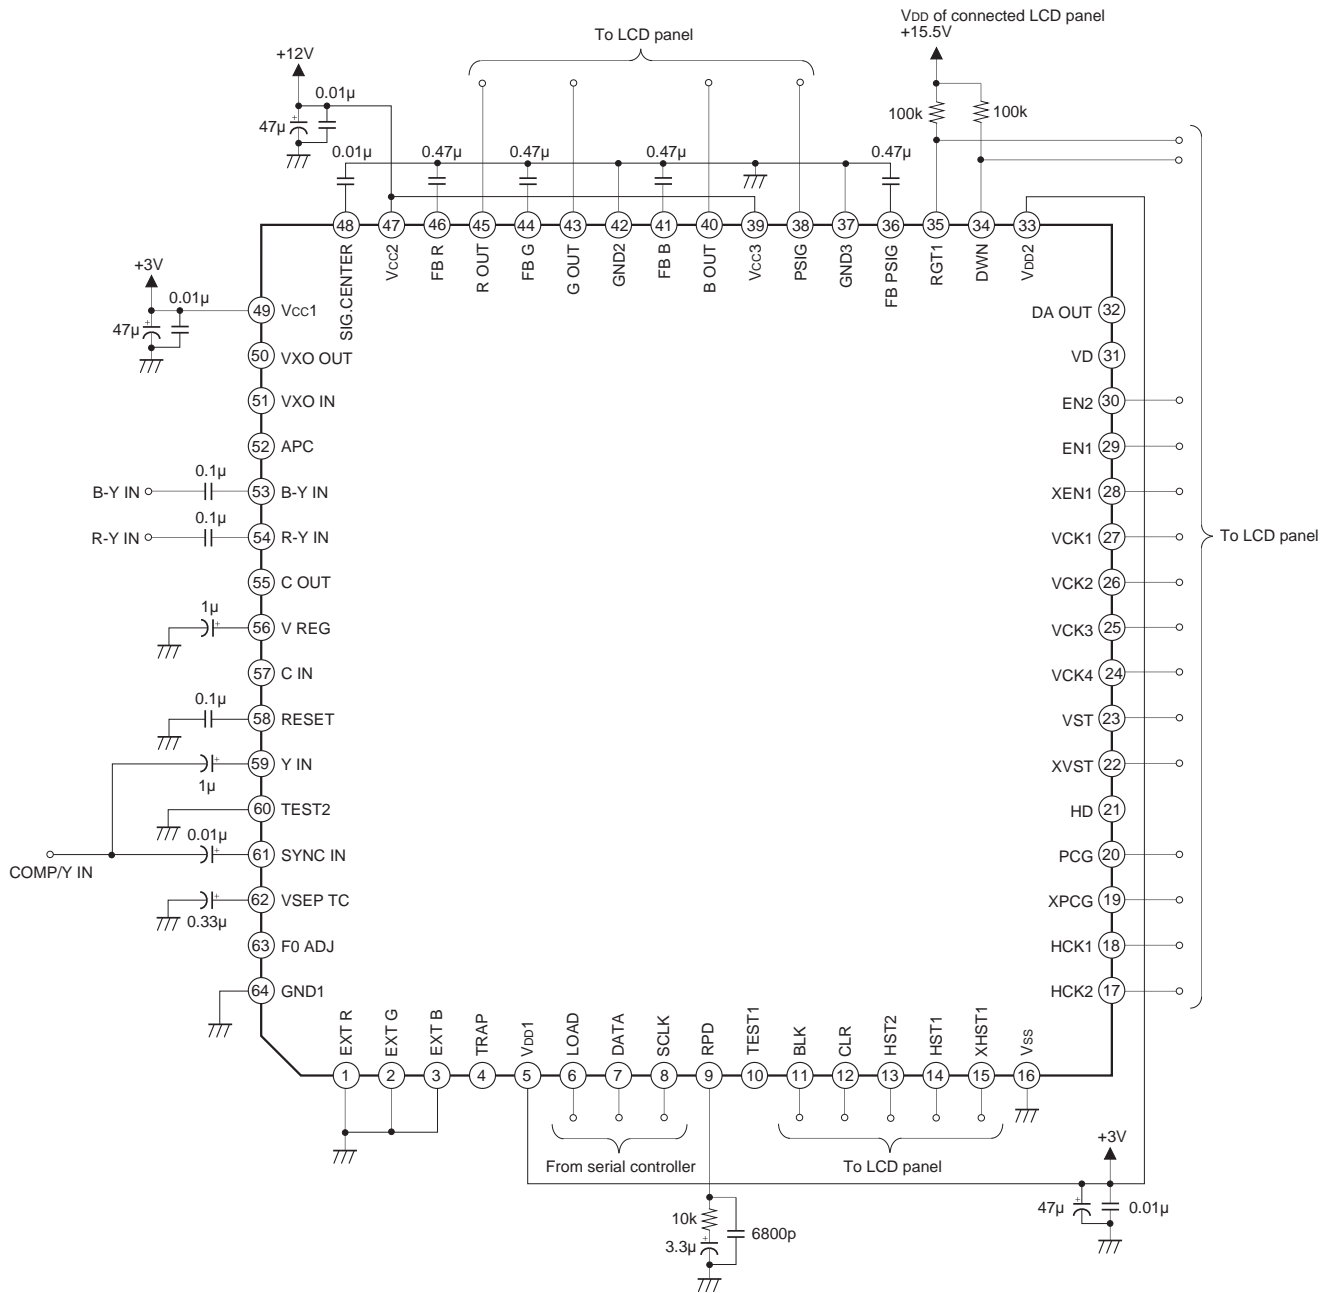 VDD of connected LCD panel
+15.5V
To LCD panel
+12V
0.01µ
47µ
100k
100k
0.01µ
0.47µ
0.47µ
0.47µ
0.47µ
48
47
46
45
44
43
42
41
40
39
38
37
36
35
34
33
SIG.CENTER
VCC2
FB R
R OUT
FB G
G OUT
GND2
FB B
B OUT
VCC3
PSIG
GND3
FB PSIG
RGT1
DWN
VDD2
+3V
0.01µ
47µ
49 VCC1
DA OUT 32
50 VXO OUT
VD 31
51 VXO IN
EN2 30
52 APC
EN1 29
0.1µ
B-Y IN
53 B-Y IN
XEN1 28
0.1µ
R-Y IN
54 R-Y IN
VCK1 27
To LCD panel
55 C OUT
VCK2 26
1µ
56 V REG
VCK3 25
57 C IN
VCK4 24
0.1µ
58 RESET
VST 23
59 Y IN
XVST 22
1µ
60 TEST2
HD 21
0.01µ
61 SYNC IN
PCG 20
COMP/Y IN
62 VSEP TC
XPCG 19
0.33µ
63 F0 ADJ
HCK1 18
64 GND1
HCK2 17
EXT R
EXT G
EXT B
TRAP
VDD1
LOAD
DATA
SCLK
RPD
TEST1
BLK
CLR
HST2
HST1
XHST1
VSS
1
2
3
4
5
6
7
8
9
10
11
12
13
14
15
16
From serial controller
To LCD panel
+3V
47µ
0.01µ
10k
3.3µ
6800p